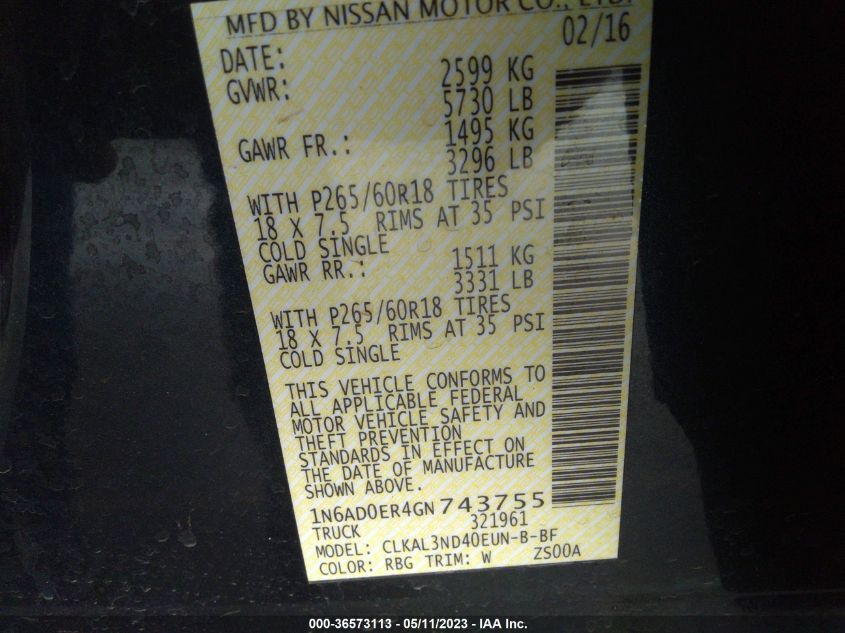 MFD BY NISSAN MOTOR CO., LTD.
DATE: 02/16
GVWR: 2599 KG
5730 LB
GAWR FR.: 1495 KG
3296 LB
WITH P265/60R18 TIRES
18 X 7.5 RIMS AT 35 PSI
COLD SINGLE
GAWR RR.: 1511 KG
3331 LB
WITH P265/60R18 TIRES
18 X 7.5 RIMS AT 35 PSI
COLD SINGLE
THIS VEHICLE CONFORMS TO
ALL APPLICABLE FEDERAL
MOTOR VEHICLE SAFETY AND
THEFT PREVENTION
STANDARDS IN EFFECT ON
THE DATE OF MANUFACTURE
SHOWN ABOVE.
1N6AD0ER4GN743755
TRUCK 321961
MODEL: CLKAL3ND40EUN-B-BF
COLOR: RBG TRIM: W ZS00A
000-36573113 - 05/11/2023 - IAA Inc.